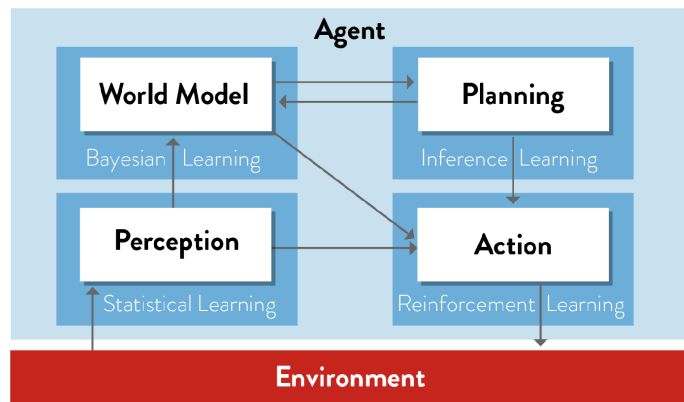 Agent
World Model
Bayesian Learning
Planning
Inference Learning
Perception
Statistical Learning
Action
Reinforcement Learning
Environment